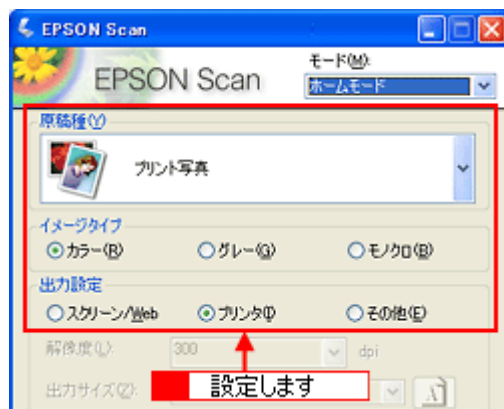 EPSON Scan
EPSON Scan
モード(M):
ホームモード
原稿種(Y)
プリント写真
イメージタイプ
カラー(R)
グレー(G)
モノクロ(B)
出力設定
スクリーン/Web
プリンタ(I)
その他(E)
解像度(L):
300
dpi
出力サイズ(Z):
設定します